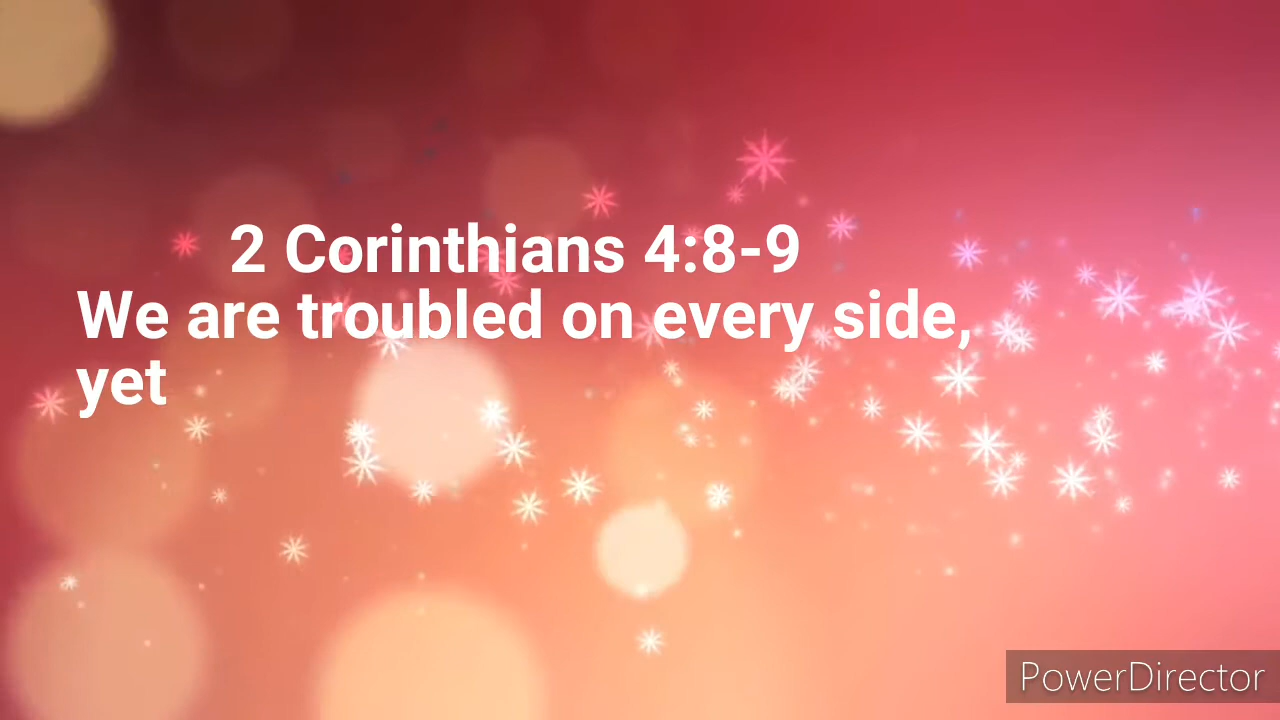 2 Corinthians 4:8-9
We are troubled on every side,
yet
PowerDirector